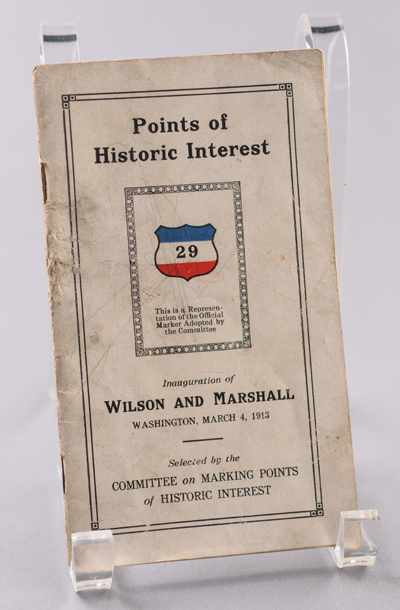 Points of
Historic Interest
29
This is a Represen-
tation of the Official
Marker Adopted by
the Committee
Inauguration of
WILSON AND MARSHALL
WASHINGTON, MARCH 4, 1913
Selected by the
COMMITTEE on MARKING POINTS
of HISTORIC INTEREST